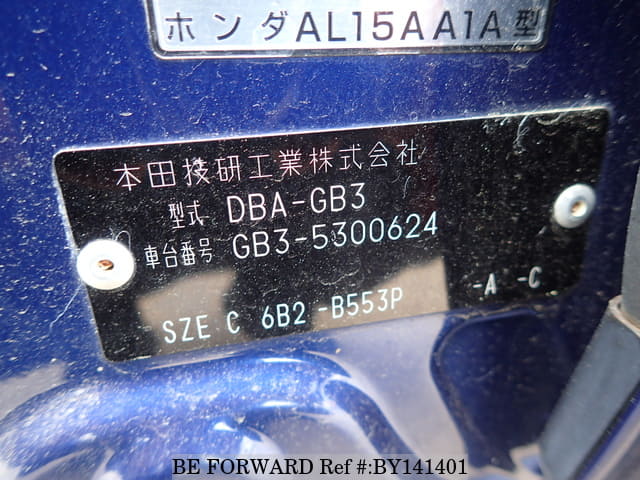 ホンダAL15AA1A型
本田技研工業株式会社
型式 DBA-GB3
車台番号 GB3-5300624
SZE C 6B2 -B553P -A -C
BE FORWARD Ref #:BY141401